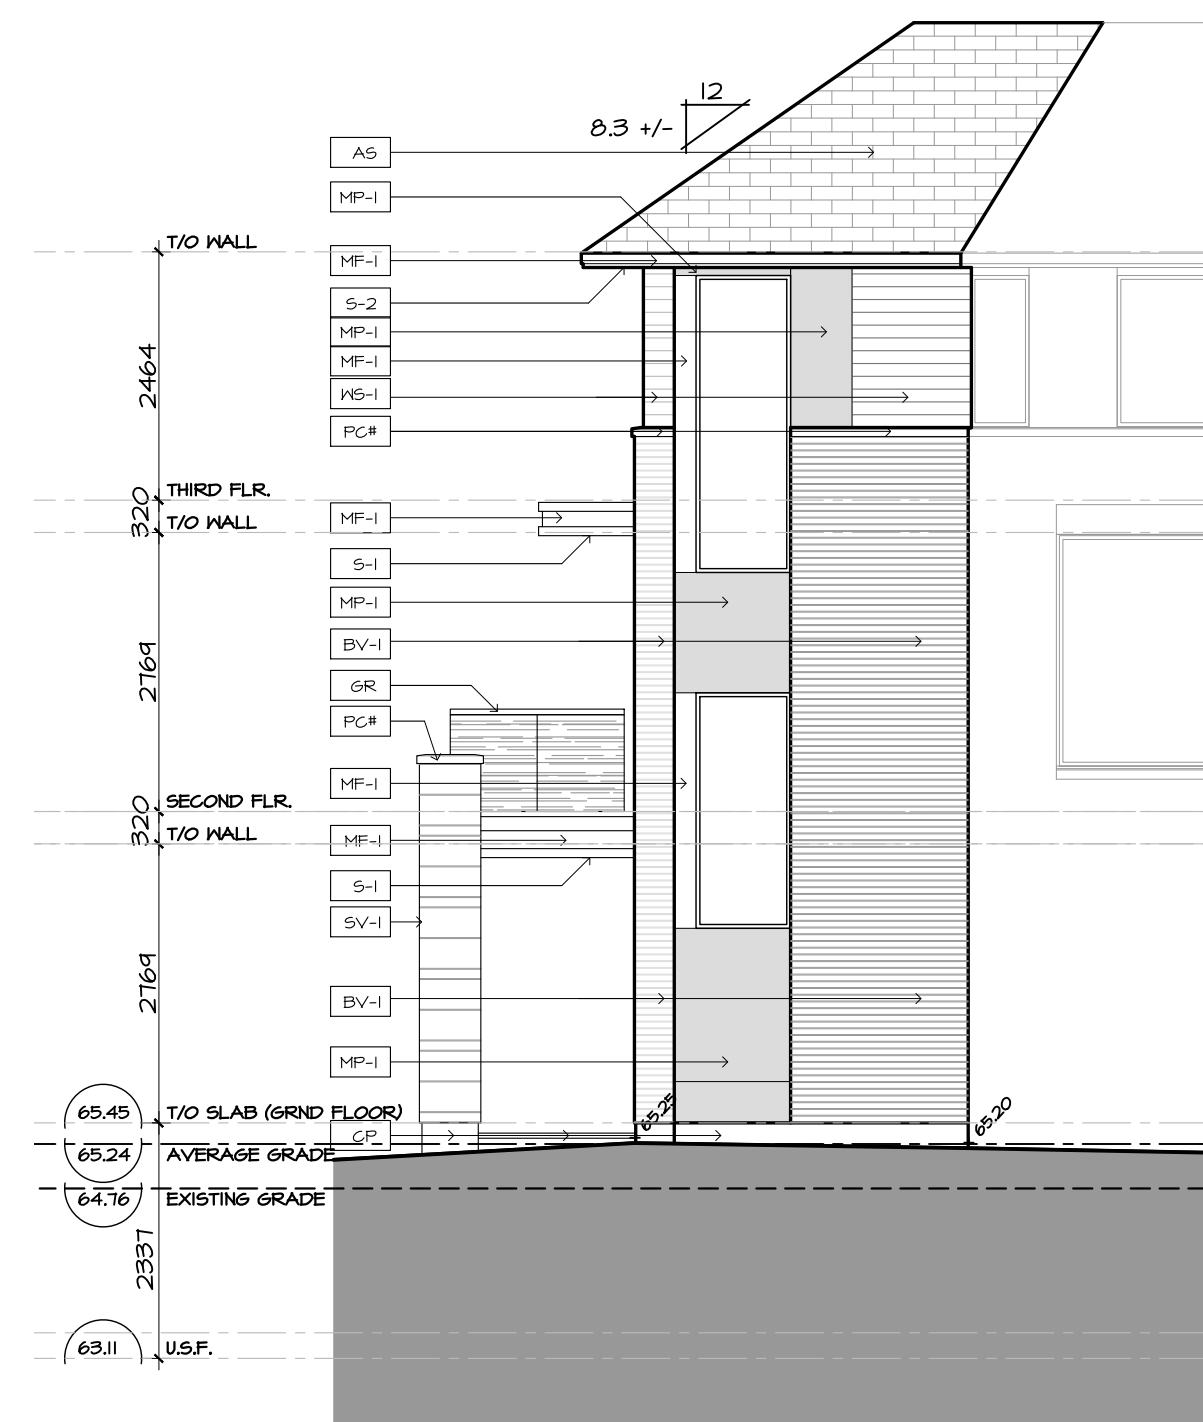 12
8.3 +/-
AS
MP-1
T/O WALL
MF-1
S-2
MP-1
2464
MF-1
WS-1
PC#
THIRD FLR.
320
MF-1
T/O WALL
S-1
MP-1
BV-1
2769
GR
PC#
MF-1
SECOND FLR.
320
T/O WALL
MF-1
S-1
SV-1
2769
BV-1
MP-1
65.45
T/O SLAB (GRND FLOOR)
65.25
65.20
CP
65.24
AVERAGE GRADE
64.76
EXISTING GRADE
2337
63.11
U.S.F.